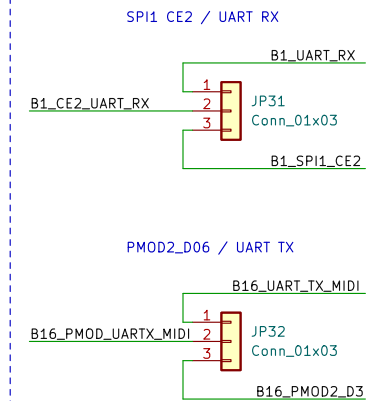 SPI1 CE2 / UART RX
B1_UART_RX
1
JP31
B1_CE2_UART_RX
2
Conn_01x03
3
B1_SPI1_CE2
PMOD2_D06 / UART TX
B16_UART_TX_MIDI
1
JP32
B16_PMOD_UARTX_MIDI
2
Conn_01x03
3
B16_PMOD2_D3